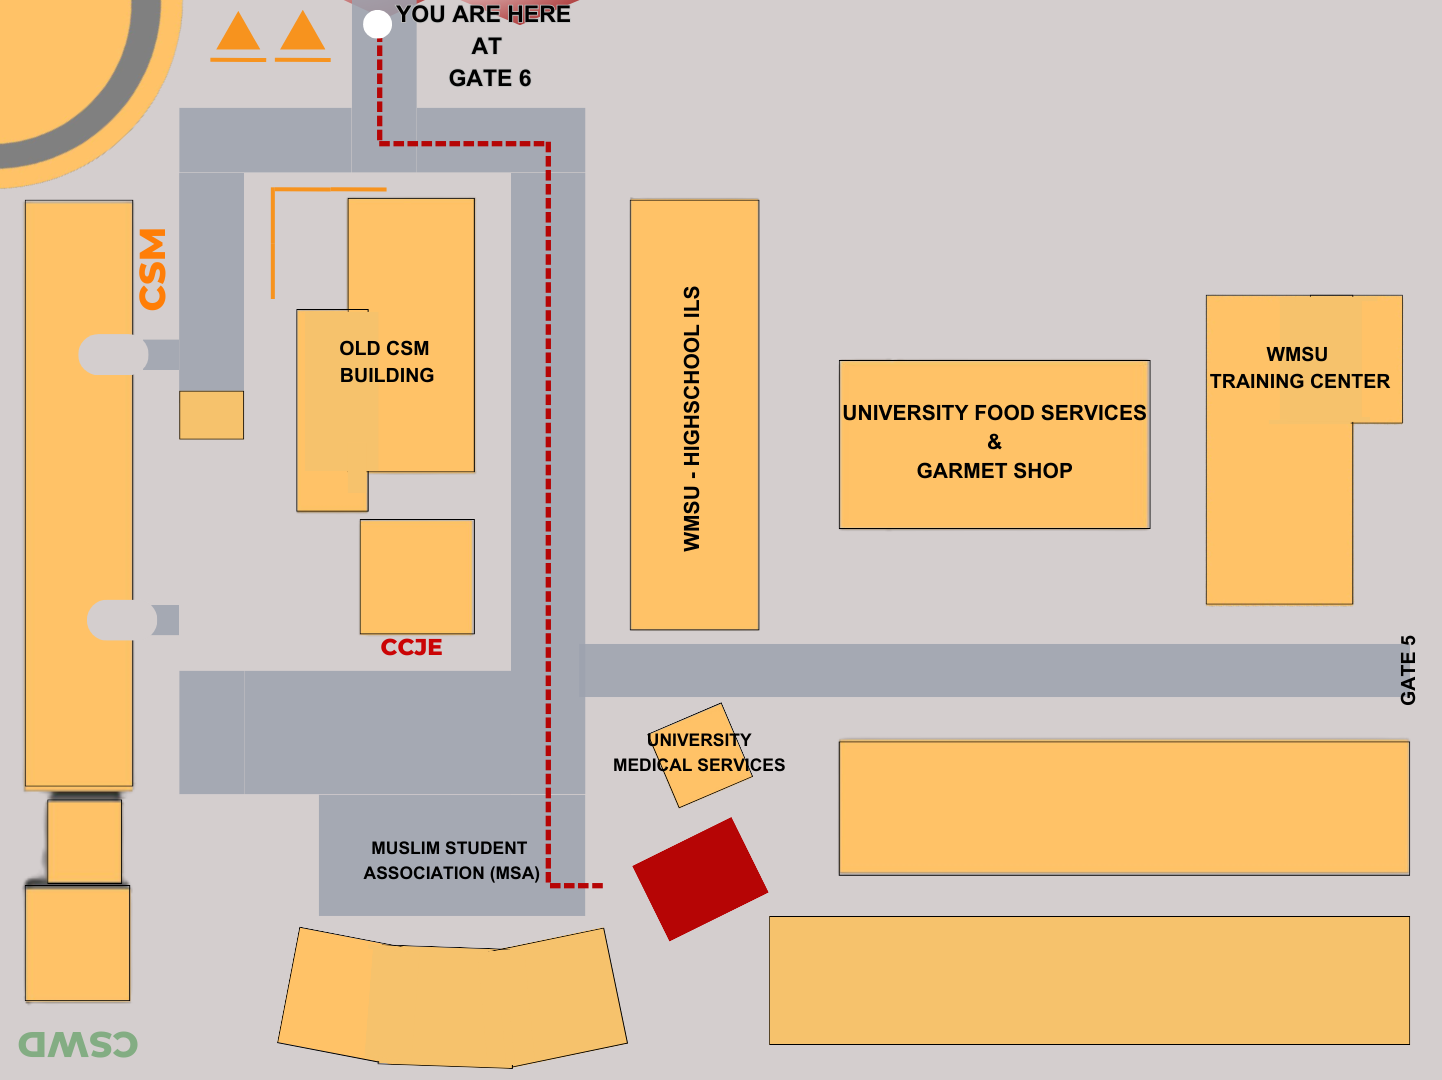 YOU ARE HERE
AT
GATE 6
CSM
OLD CSM
BUILDING
WMSU - HIGHSCHOOL ILS
UNIVERSITY FOOD SERVICES
&
GARMET SHOP
WMSU
TRAINING CENTER
CCJE
GATE 5
UNIVERSITY
MEDICAL SERVICES
MUSLIM STUDENT
ASSOCIATION (MSA)
CSWD